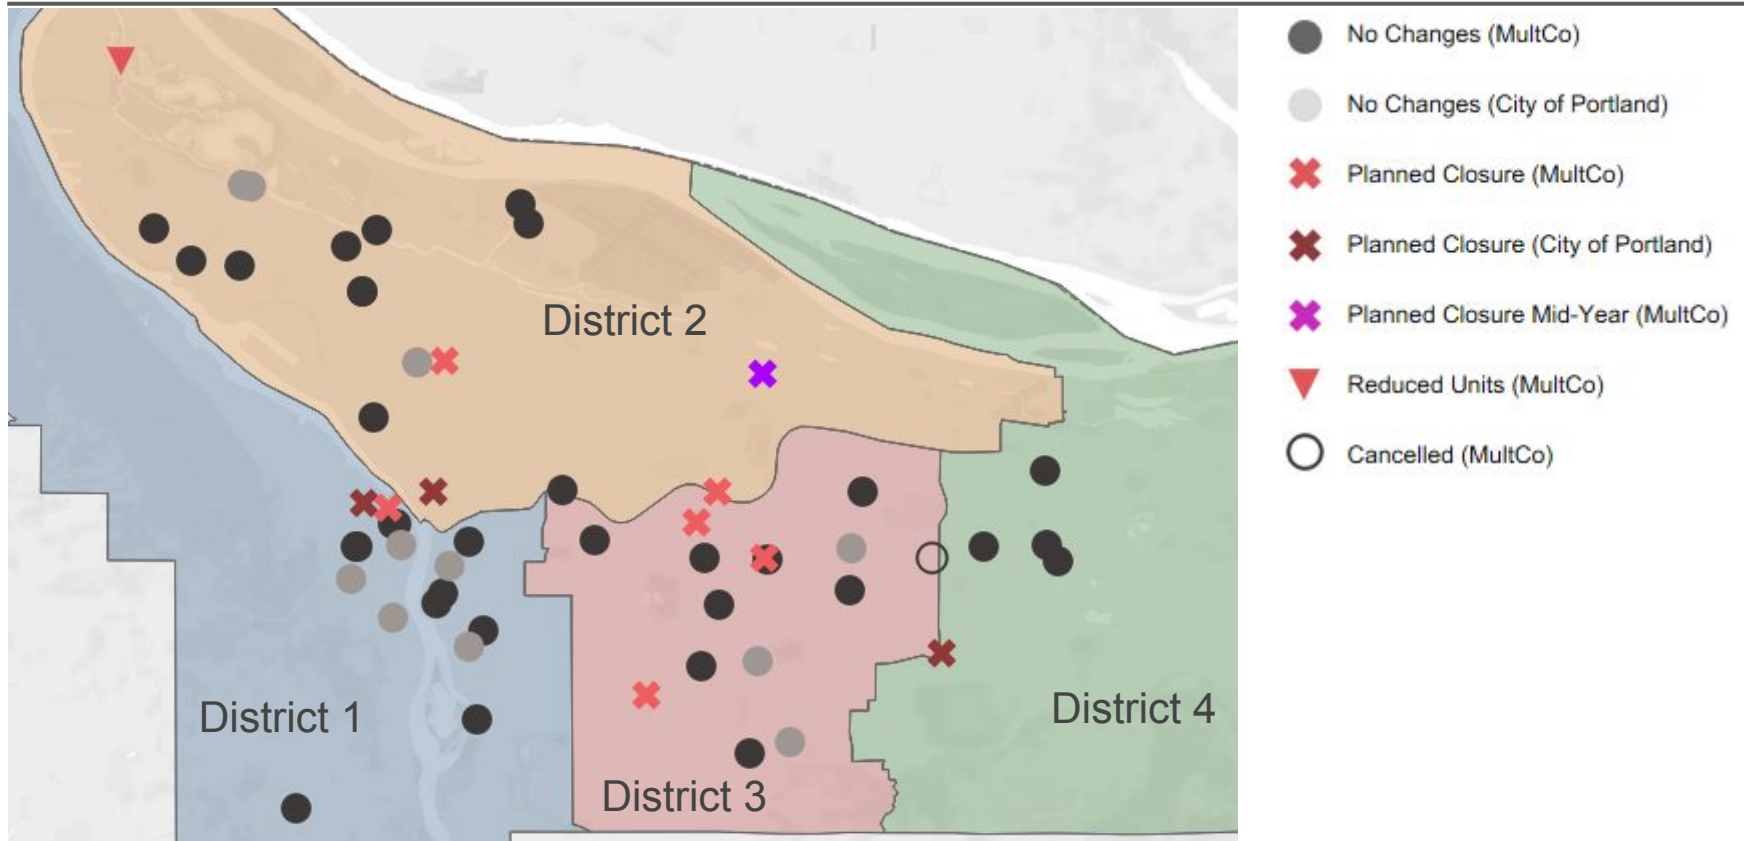 No Changes (MultCo)
No Changes (City of Portland)
Planned Closure (MultCo)
Planned Closure (City of Portland)
Planned Closure Mid-Year (MultCo)
Reduced Units (MultCo)
Cancelled (MultCo)
District 2
District 1
District 4
District 3